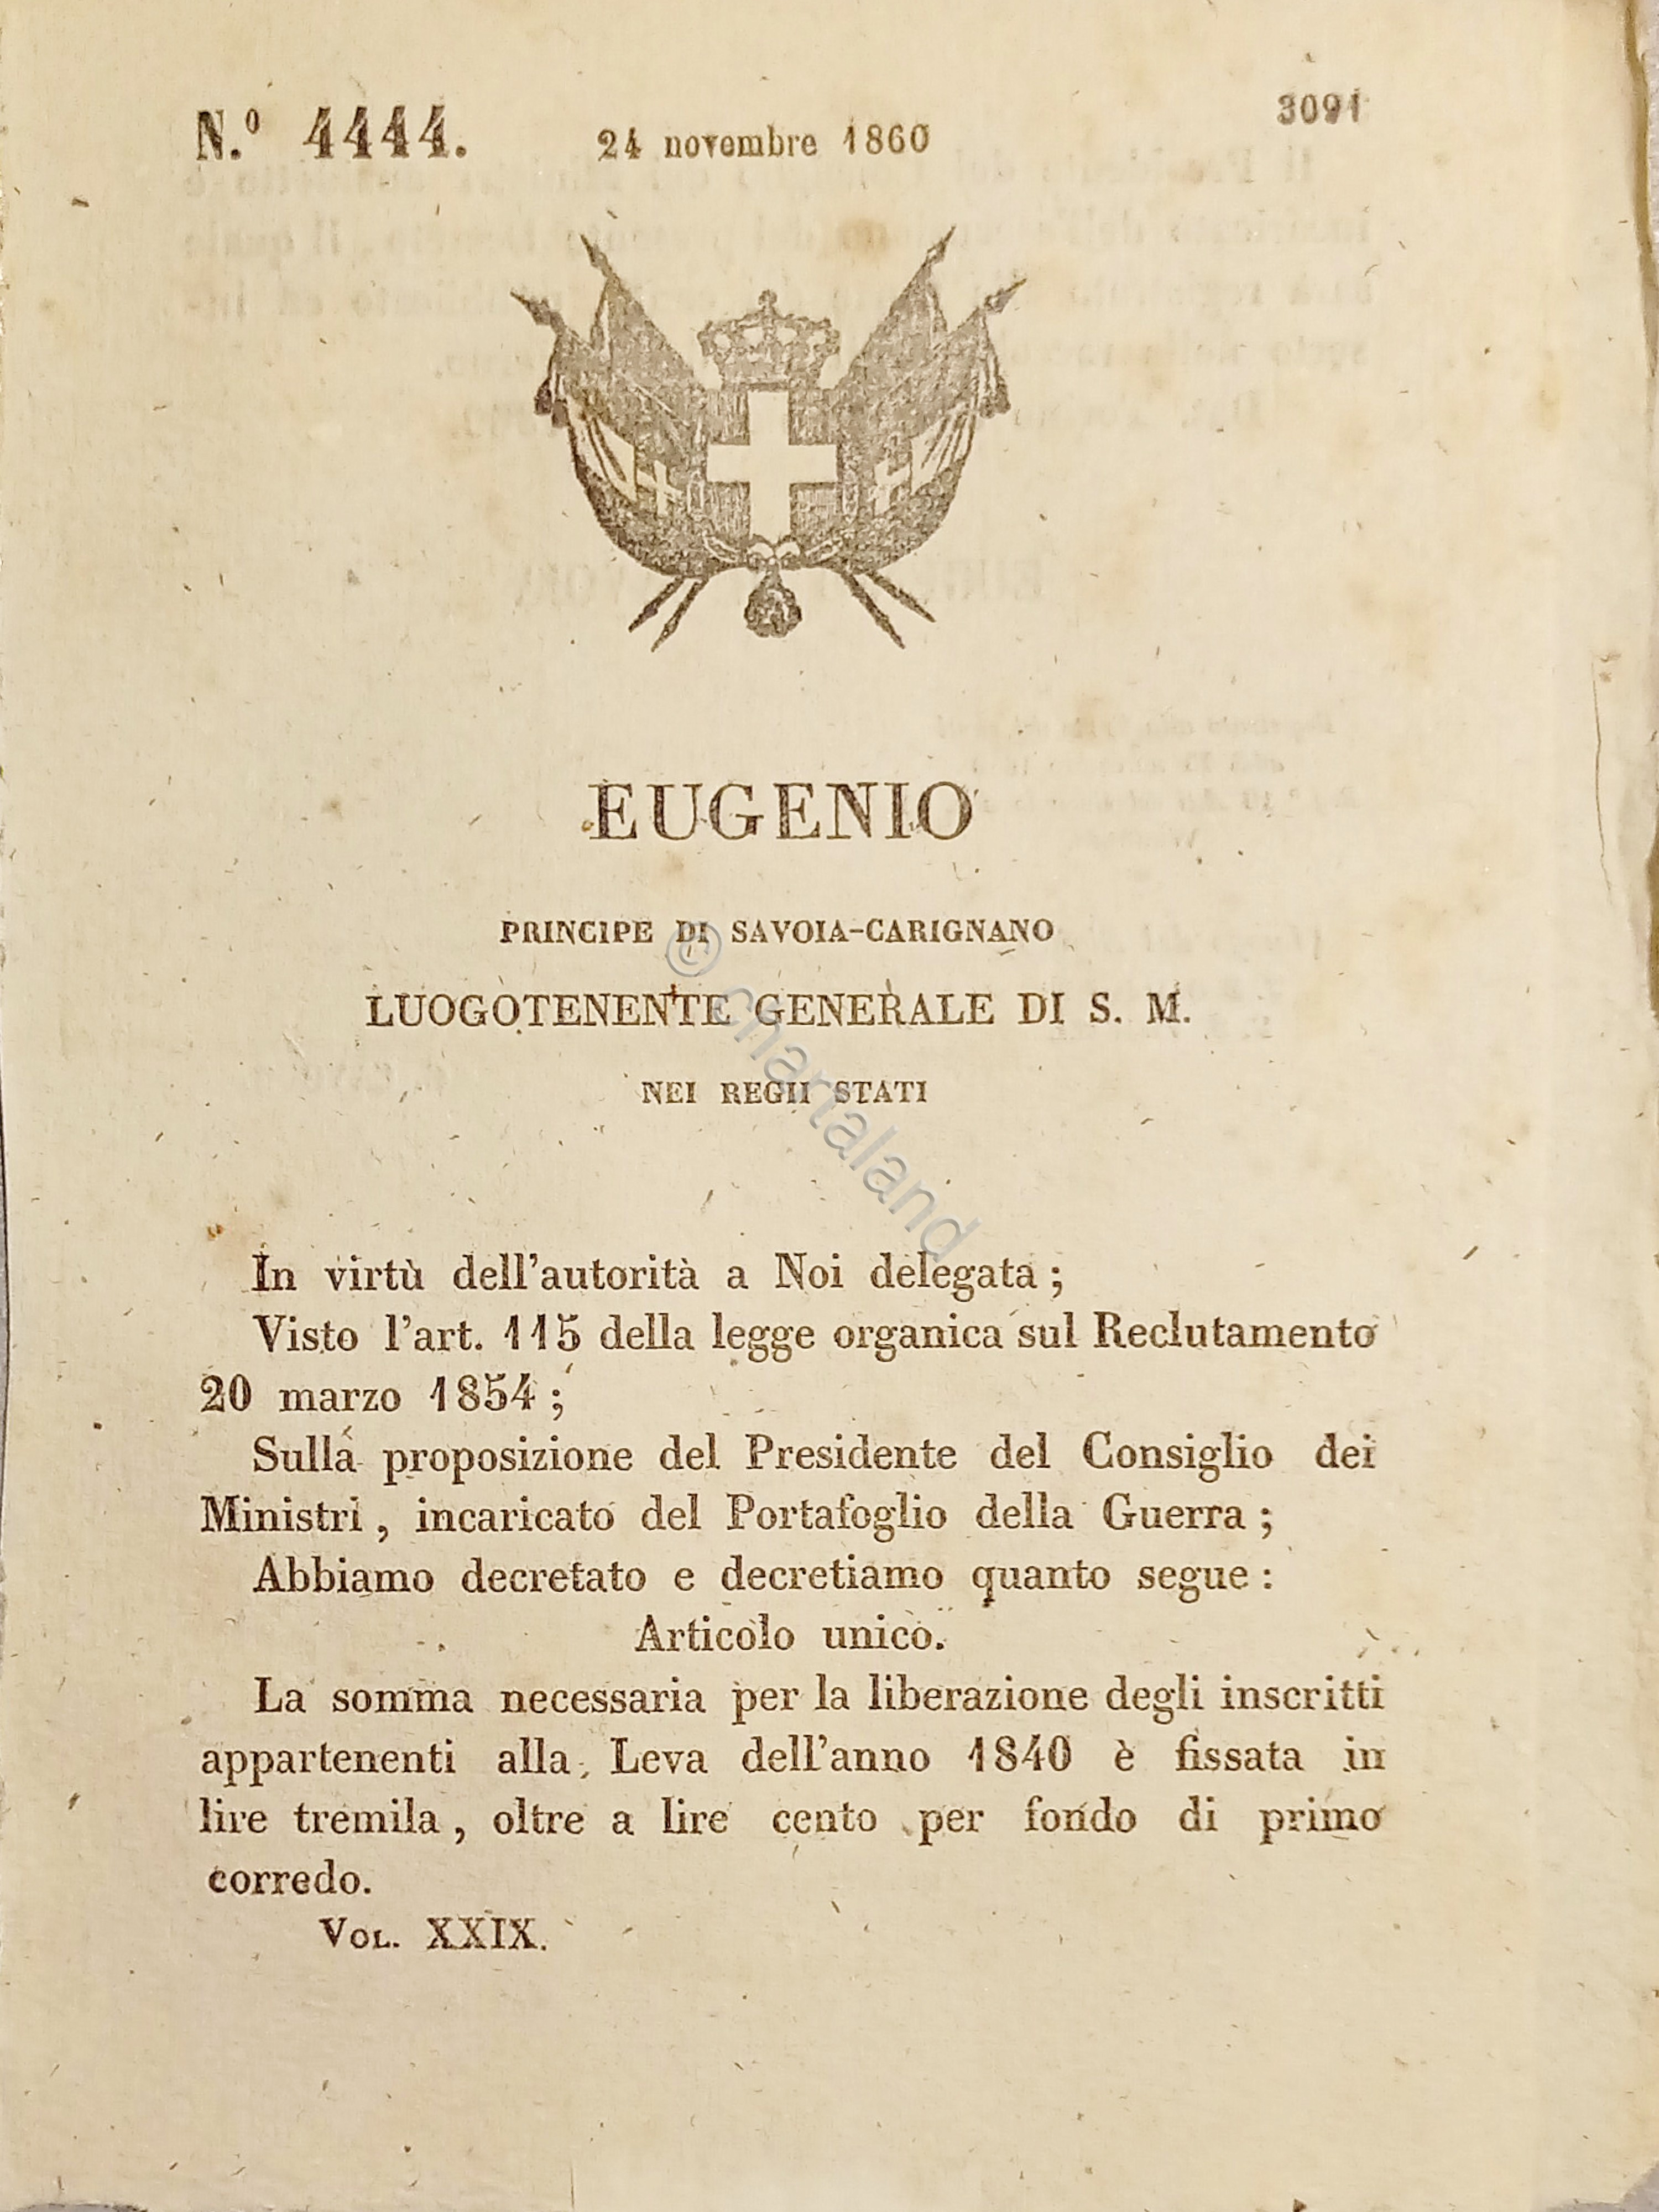 N.º 4444.
24 novembre 1860
3091
EUGENIO
PRINCIPE DI SAVOIA-CARIGNANO
LUOGOTENENTE GENERALE DI S. M.
NEI REGII STATI
© chartaland
In virtù dell'autorità a Noi delegata ;
Visto l'art. 115 della legge organica sul Reclutamento
20 marzo 1854 ;
Sulla proposizione del Presidente del Consiglio dei
Ministri , incaricato del Portafoglio della Guerra ;
Abbiamo decretato e decretiamo quanto segue :
Articolo unico.
La somma necessaria per la liberazione degli inscritti
appartenenti alla Leva dell'anno 1840 è fissata in
lire tremila , oltre a lire cento per fondo di primo
corredo.
VOL. XXIX.